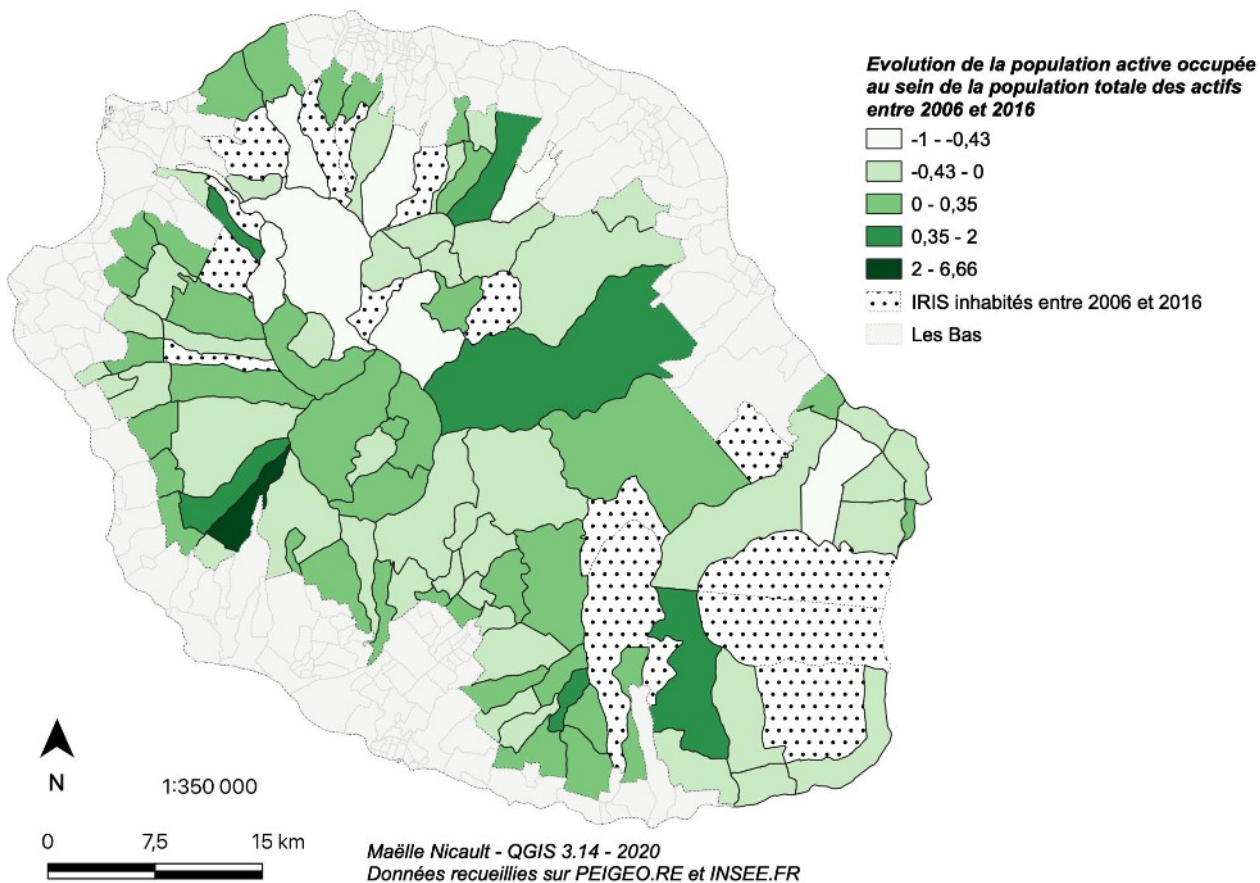 Evolution de la population active occupée
au sein de la population totale des actifs
entre 2006 et 2016
-1 - -0,43
-0,43 - 0
0 - 0,35
0,35 - 2
2 - 6,66
IRIS inhabités entre 2006 et 2016
Les Bas
N
1:350 000
0 7,5 15 km
Maëlle Nicault - QGIS 3.14 - 2020
Données recueillies sur PEIGEO.RE et INSEE.FR